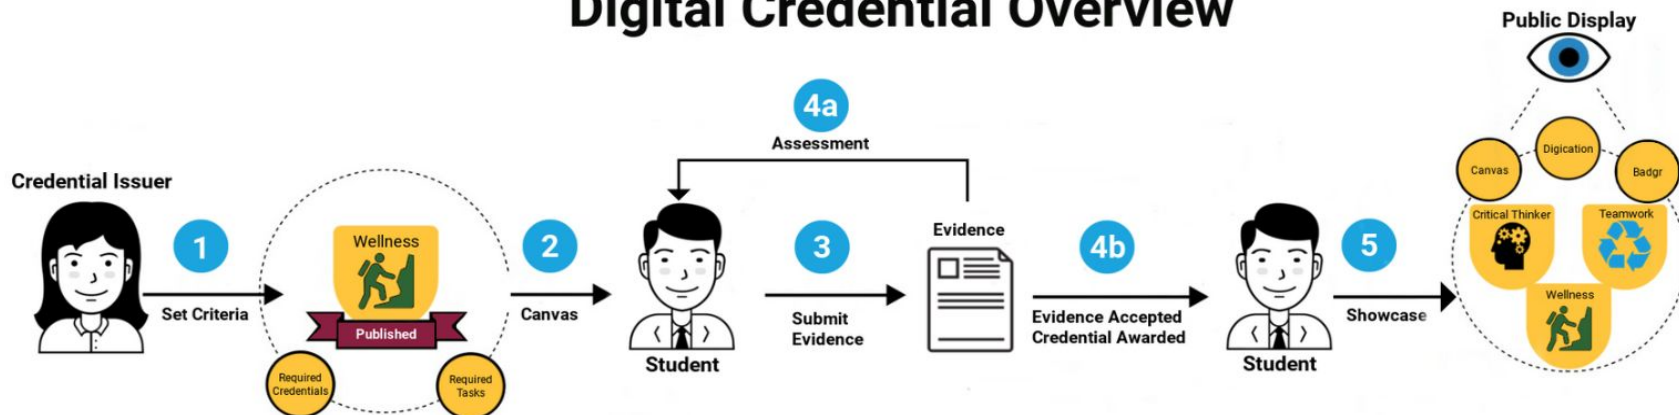 Digital Credential Overview
Credential Issuer
1
Set Criteria
Wellness
Published
Required
Credentials
Required
Tasks
2
Canvas
Student
4a
Assessment
3
Submit
Evidence
Evidence
4b
Evidence Accepted
Credential Awarded
Student
5
Showcase
Public Display
Canvas
Digication
Badgr
Critical Thinker
Teamwork
Wellness